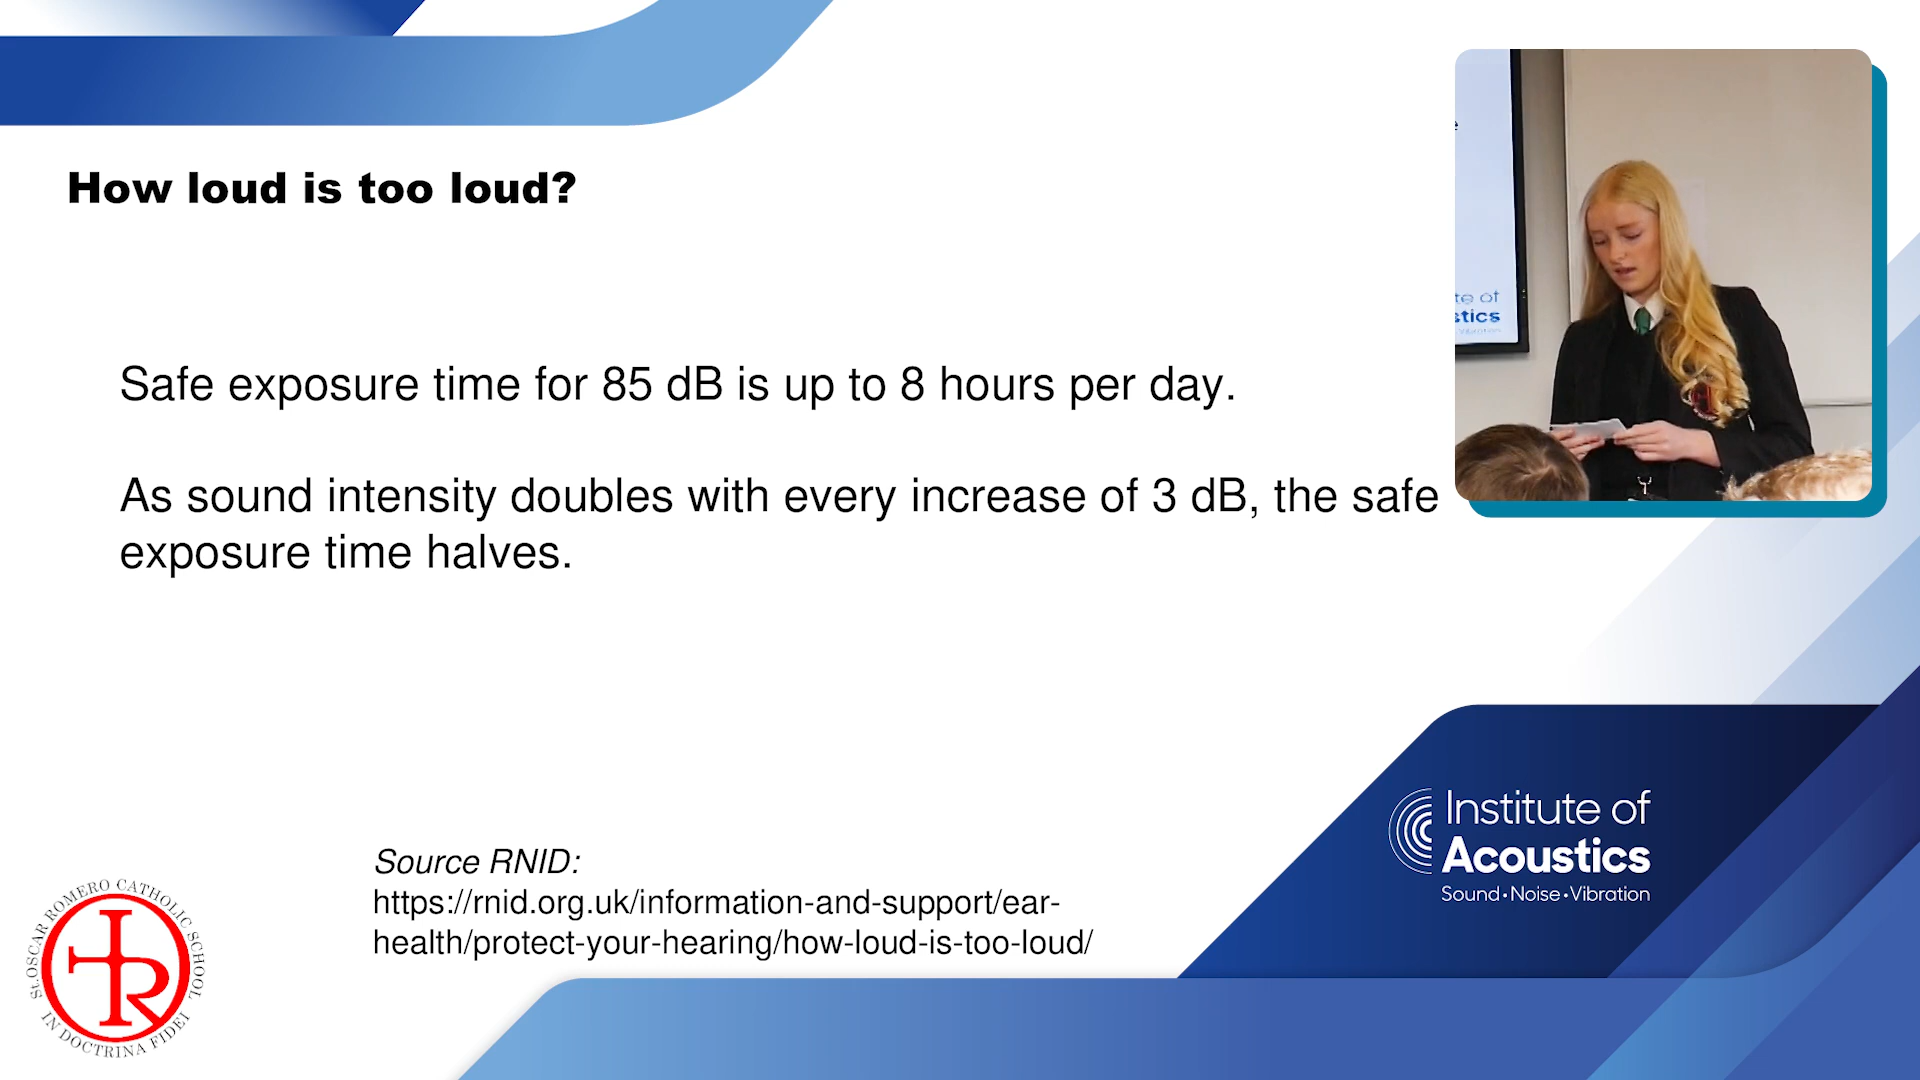 How loud is too loud?
Safe exposure time for 85 dB is up to 8 hours per day.
As sound intensity doubles with every increase of 3 dB, the safe
exposure time halves.
te of
stics
Source RNID:
https://rnid.org.uk/information-and-support/ear-
health/protect-your-hearing/how-loud-is-too-loud/
Institute of
Acoustics
Sound•Noise•Vibration
St.OSCAR ROMERO CATHOLIC SCHOOL
IN DOCTRINA FIDEI